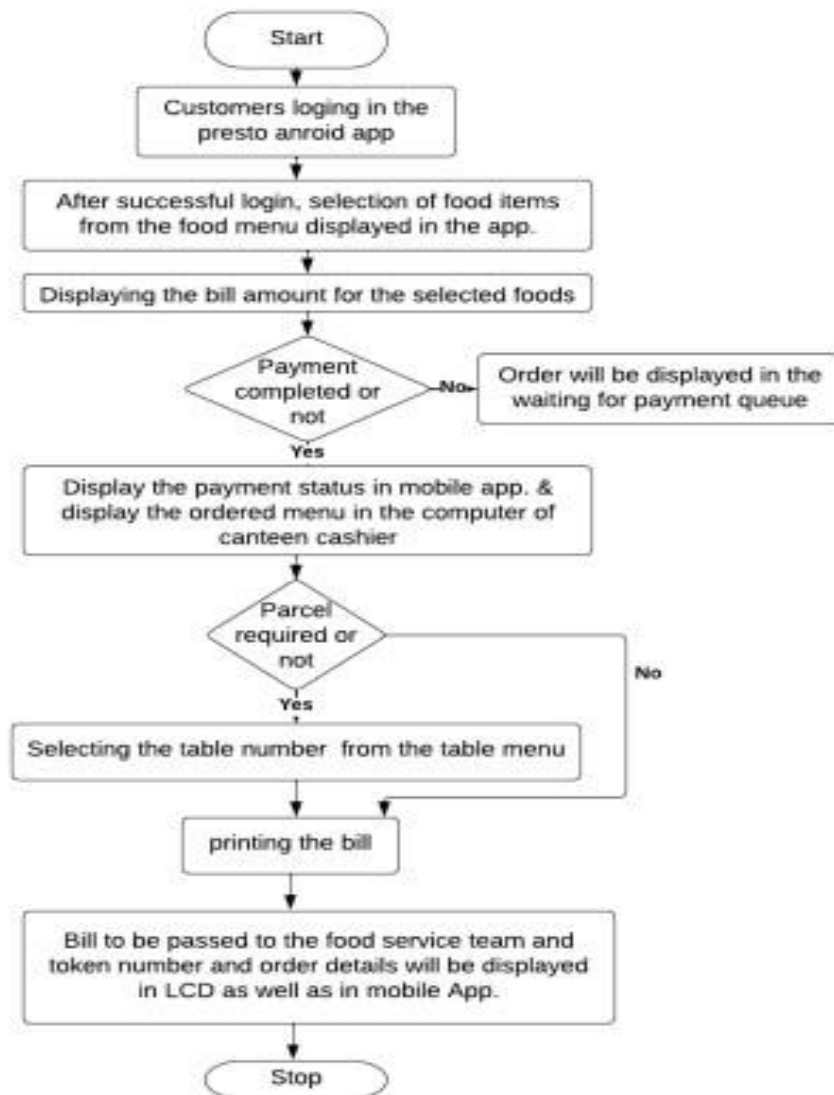 Start
Customers loging in the
presto anroid app
After successful login, selection of food items
from the food menu displayed in the app.
Displaying the bill amount for the selected foods
Payment
completed or
not
No
Order will be displayed in the
waiting for payment queue
Yes
Display the payment status in mobile app. &
display the ordered menu in the computer of
canteen cashier
Parcel
required or
not
No
Yes
Selecting the table number from the table menu
printing the bill
Bill to be passed to the food service team and
token number and order details will be displayed
in LCD as well as in mobile App.
Stop